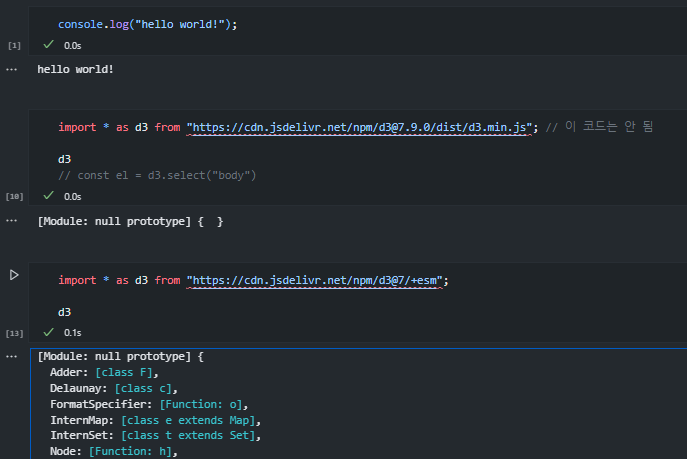 console.log("hello world!");
[1]
0.0s
hello world!
import * as d3 from "https://cdn.jsdelivr.net/npm/d3@7.9.0/dist/d3.min.js"; // 이 코드는 안 됨
d3
// const el = d3.select("body")
[10]
0.0s
[Module: null prototype] {  }
import * as d3 from "https://cdn.jsdelivr.net/npm/d3@7/+esm";
d3
[13]
0.1s
[Module: null prototype] {
Adder: [class F],
Delaunay: [class c],
FormatSpecifier: [Function: o],
InternMap: [class e extends Map],
InternSet: [class t extends Set],
Node: [Function: h],